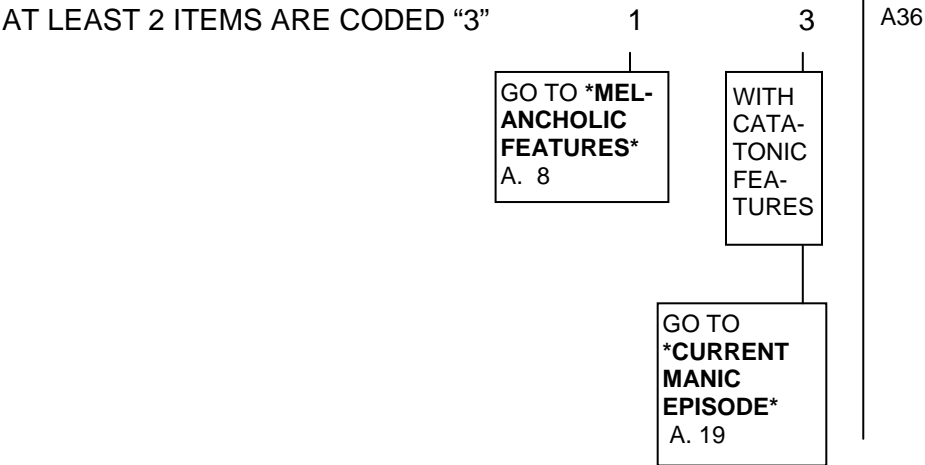 AT LEAST 2 ITEMS ARE CODED “3” 1 3 A36
GO TO *MEL-
ANCHOLIC
FEATURES*
A. 8
WITH
CATA-
TONIC
FEA-
TURES
GO TO
*CURRENT
MANIC
EPISODE*
A. 19